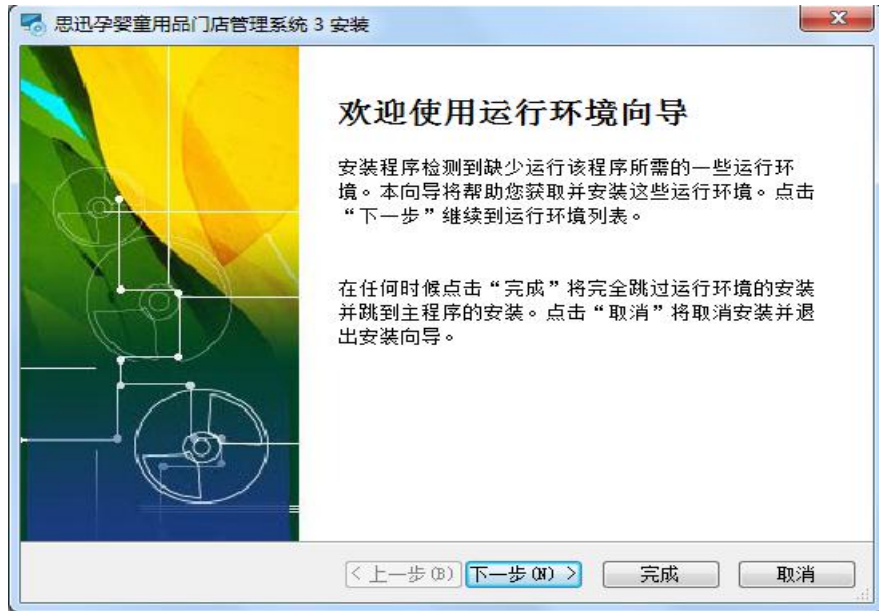 思迅孕婴童用品门店管理系统 3 安装
欢迎使用运行环境向导
安装程序检测到缺少运行该程序所需的一些运行环
境。本向导将帮助您获取并安装这些运行环境。点击
“下一步”继续到运行环境列表。
在任何时候点击“完成”将完全跳过运行环境的安装
并跳到主程序的安装。点击“取消”将取消安装并退
出安装向导。
< 上一步(B) 下一步(N) > 完成 取消